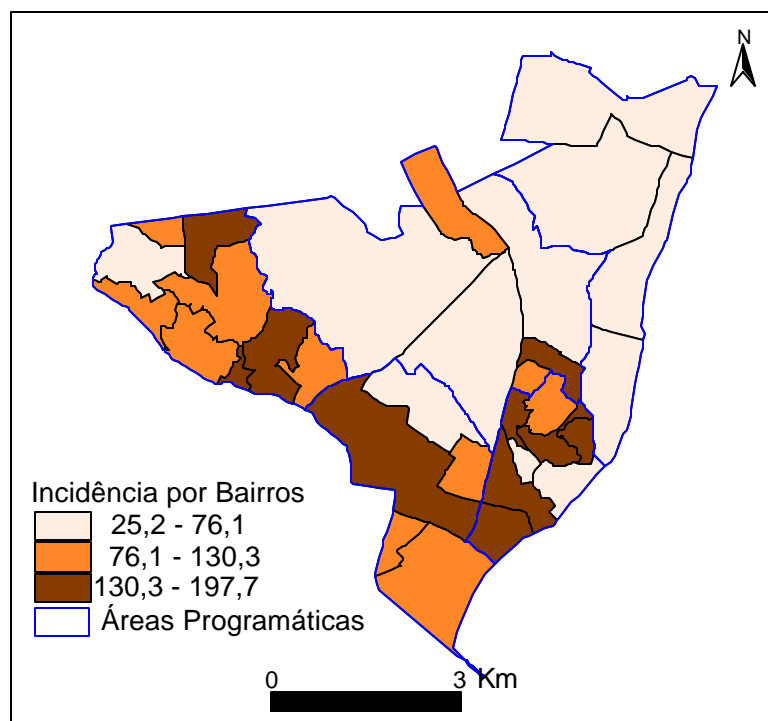 N
Incidência por Bairros
25,2 - 76,1
76,1 - 130,3
130,3 - 197,7
Áreas Programáticas
0 3 Km